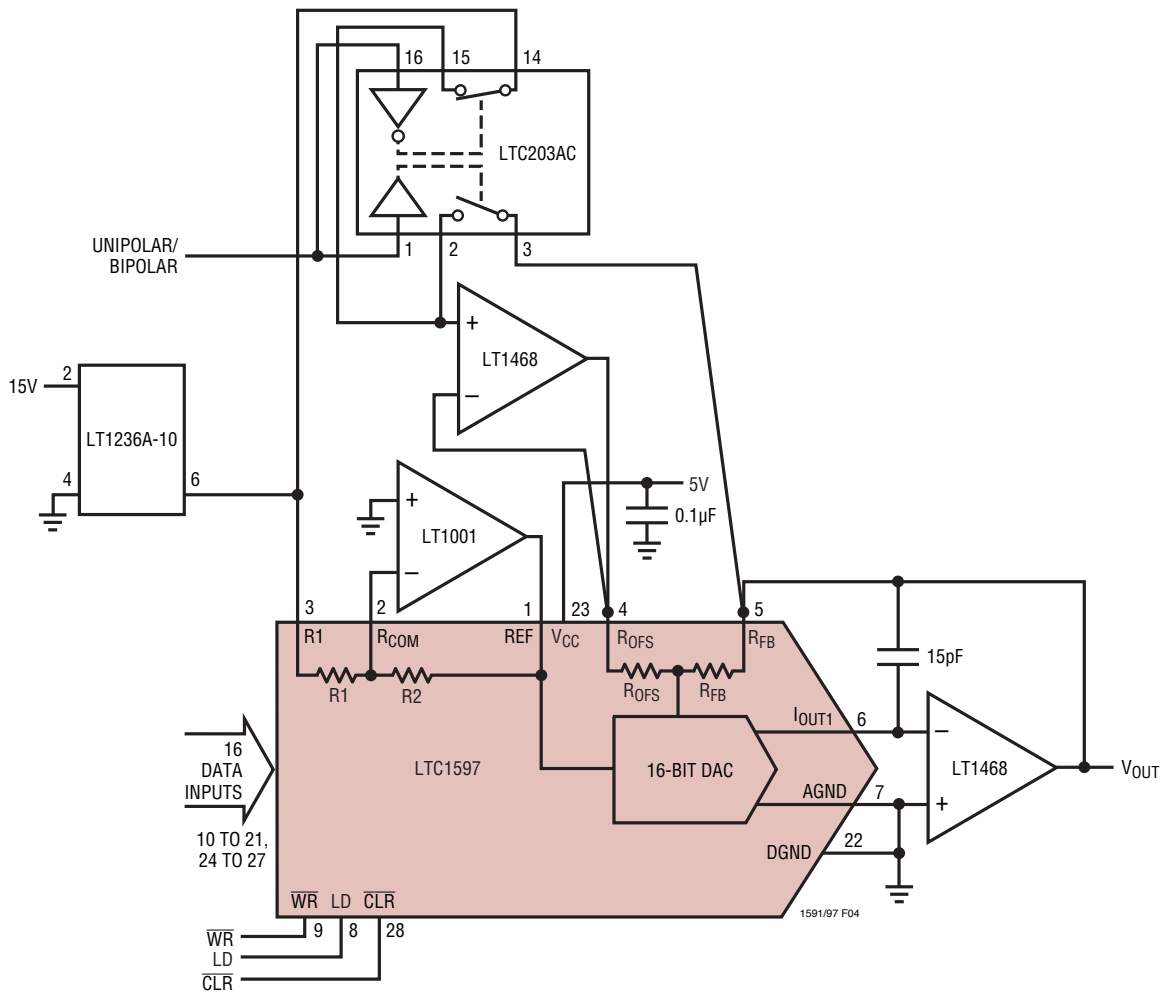 16 15 14
LTC203AC
UNIPOLAR/
BIPOLAR
1 2 3
+
LT1468
−
15V 2
LT1236A-10
4 6
+
LT1001
−
5V
0.1µF
3 2 1 23 4 5
R1 RCOM REF VCC ROFS RFB
R1 R2 ROFS RFB
15pF
IOUT1 6
−
16
DATA
INPUTS
LTC1597
16-BIT DAC
LT1468
VOUT
AGND 7
+
10 TO 21,
24 TO 27
DGND 22
WR LD CLR
1591/97 F04
9 8 28
WR
LD
CLR